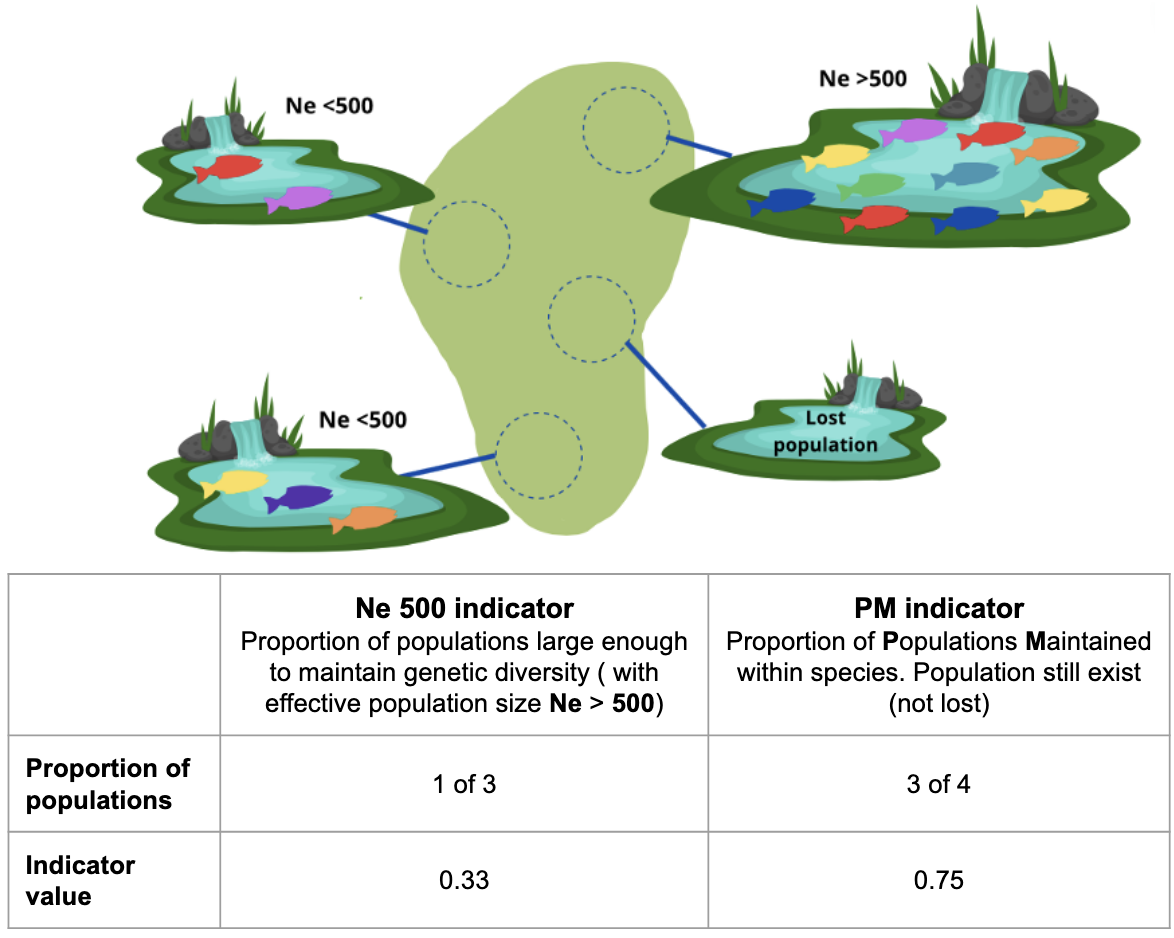 Ne <500
Ne >500
Ne <500
Lost
population
Ne 500 indicator
Proportion of populations large enough
to maintain genetic diversity ( with
effective population size Ne > 500)
PM indicator
Proportion of Populations Maintained
within species. Population still exist
(not lost)
Proportion of
populations
1 of 3
3 of 4
Indicator
value
0.33
0.75